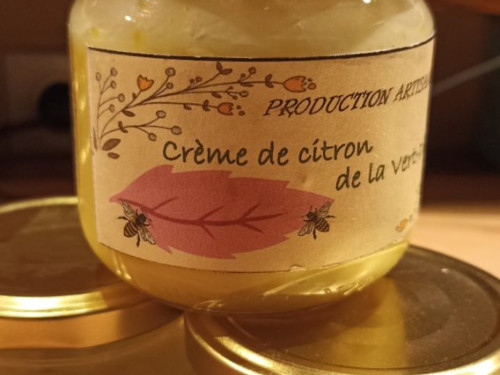 PRODUCTION
Crème de citron
de la